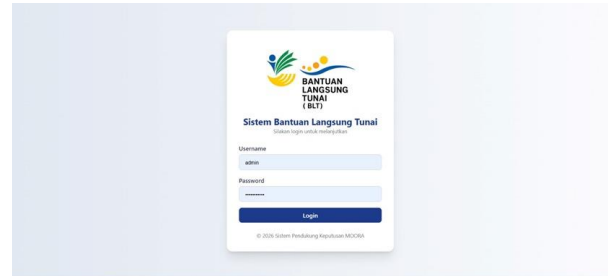 BANTUAN
LANGSUNG
TUNAI
( BLT)
Sistem Bantuan Langsung Tunai
Silakan login untuk melanjutkan
Username
admin
Password
Login
© 2026 Sistem Pendukung Keputusan MOORA